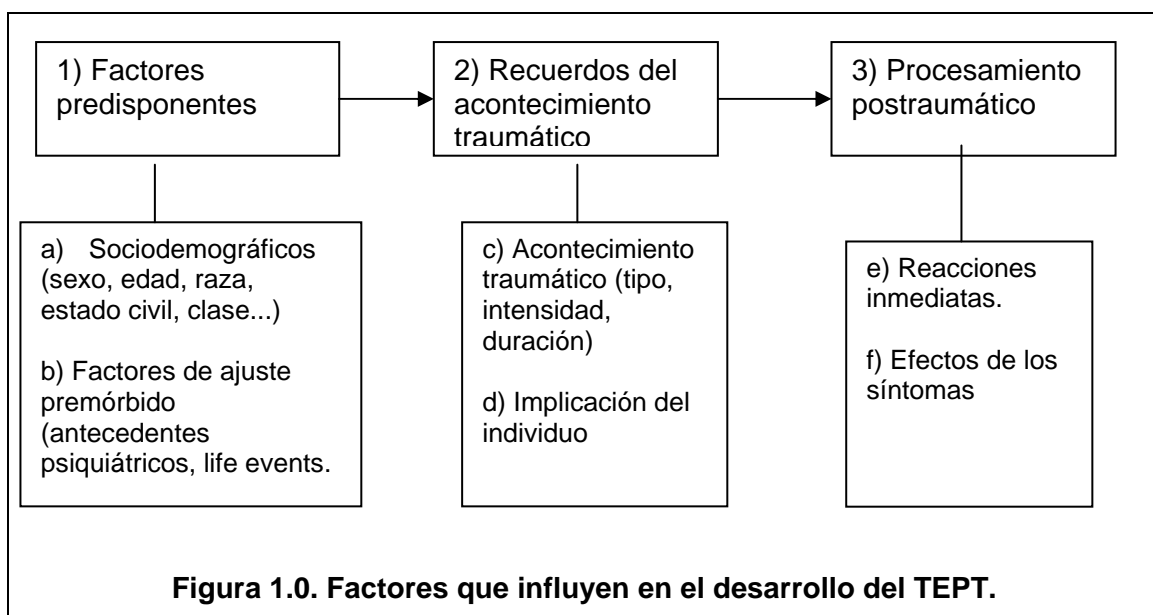 1) Factores
predisponentes
2) Recuerdos del
acontecimiento
traumático
3) Procesamiento
postraumático
a) Sociodemográficos
(sexo, edad, raza,
estado civil, clase...)
b) Factores de ajuste
premórbido
(antecedentes
psiquiátricos, life events.
c) Acontecimiento
traumático (tipo,
intensidad,
duración)
d) Implicación del
individuo
e) Reacciones
inmediatas.
f) Efectos de los
síntomas
Figura 1.0. Factores que influyen en el desarrollo del TEPT.